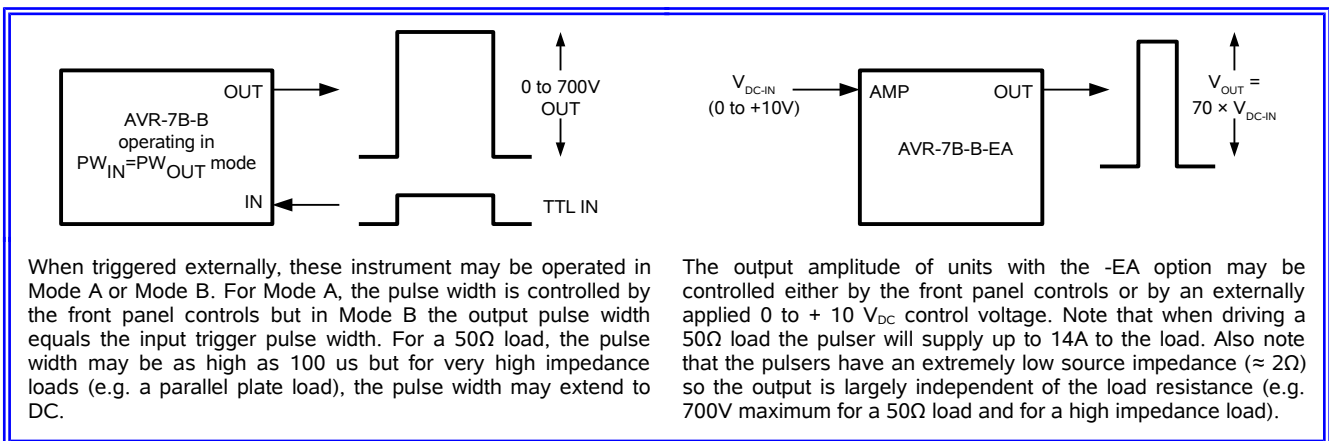 OUT
AVR-7B-B
operating in
PWIN=PWOUT mode
IN
0 to 700V
OUT
TTL IN
When triggered externally, these instrument may be operated in
Mode A or Mode B. For Mode A, the pulse width is controlled by
the front panel controls but in Mode B the output pulse width
equals the input trigger pulse width. For a 50Ω load, the pulse
width may be as high as 100 us but for very high impedance
loads (e.g. a parallel plate load), the pulse width may extend to
DC.
VDC-IN
(0 to +10V)
AMP
OUT
AVR-7B-B-EA
VOUT =
70 × VDC-IN
The output amplitude of units with the -EA option may be
controlled either by the front panel controls or by an externally
applied 0 to + 10 VDC control voltage. Note that when driving a
50Ω load the pulser will supply up to 14A to the load. Also note
that the pulsers have an extremely low source impedance (≈ 2Ω)
so the output is largely independent of the load resistance (e.g.
700V maximum for a 50Ω load and for a high impedance load).